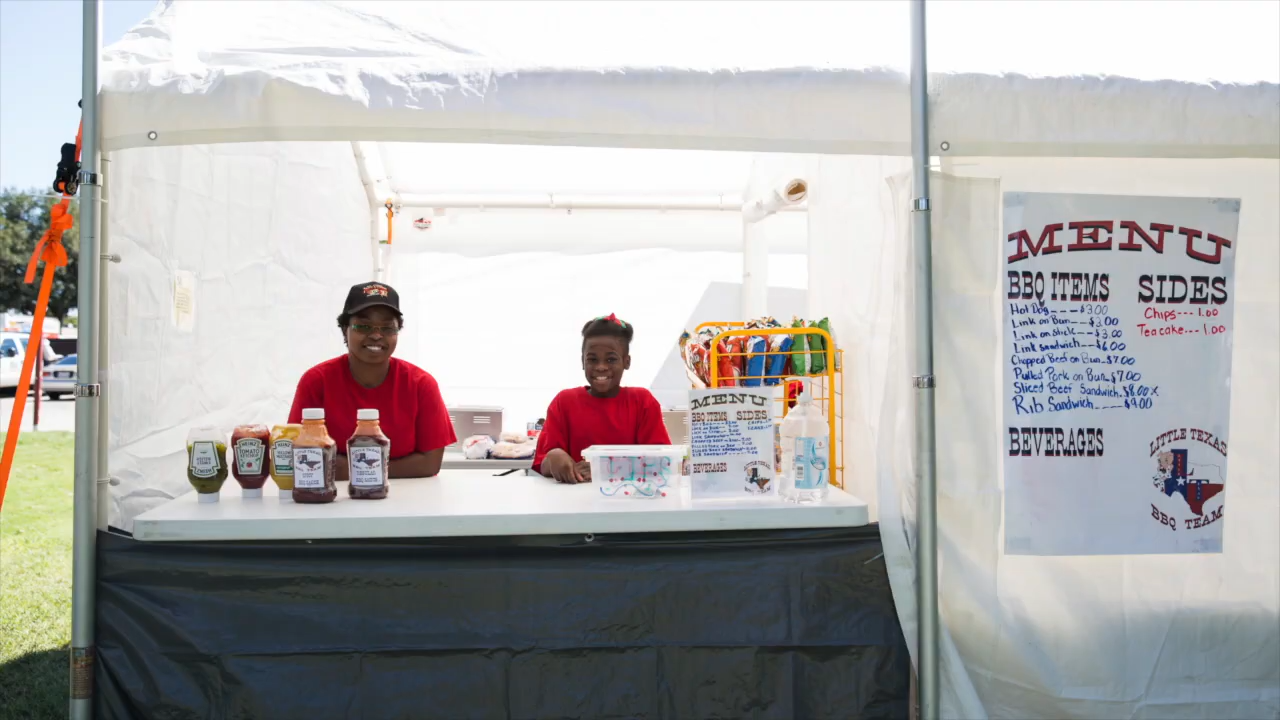 MENU
BBQ ITEMS
Hot Dog----$3.00
Link on Bun---$3.00
Link on Stick---$3.00
Link Sandwich--$6.00
Chopped Beef on Bun-$7.00
Pulled Pork on Bun-$7.00
Sliced Beef Sandwich-$8.00
Rib Sandwich-----$9.00
SIDES
Chips--- 1.00
Teacake--- 1.00
BEVERAGES
LITTLE TEXAS
BBQ TEAM
MENU
BBQ ITEMS SIDES
BEVERAGES
HEINZ
TOMATO
KETCHUP
HEINZ